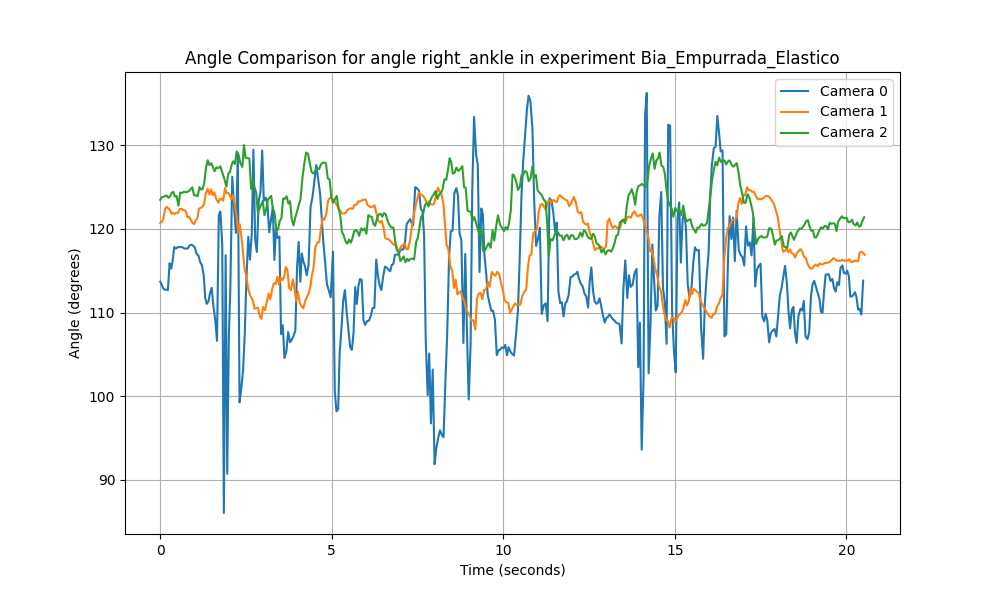 Angle Comparison for angle right_ankle in experiment Bia_Empurrada_Elastico
Camera 0
Camera 1
Camera 2
Angle (degrees)
130
120
110
100
90
0 5 10 15 20
Time (seconds)